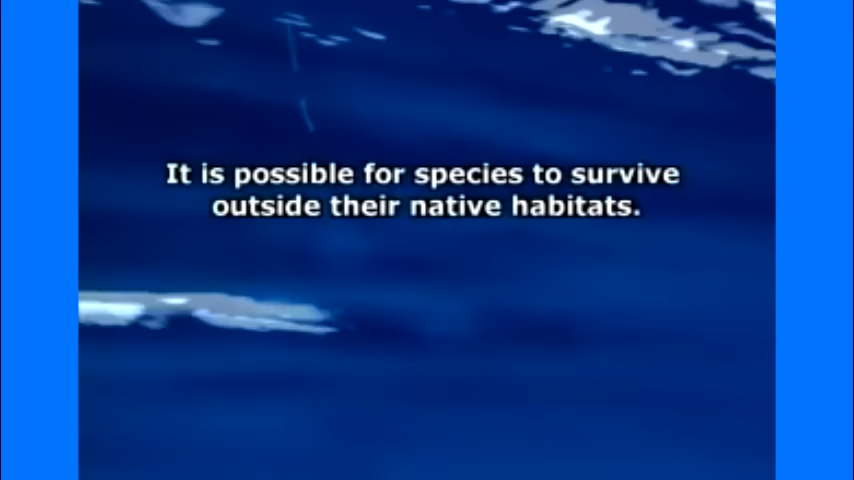 It is possible for species to survive
outside their native habitats.